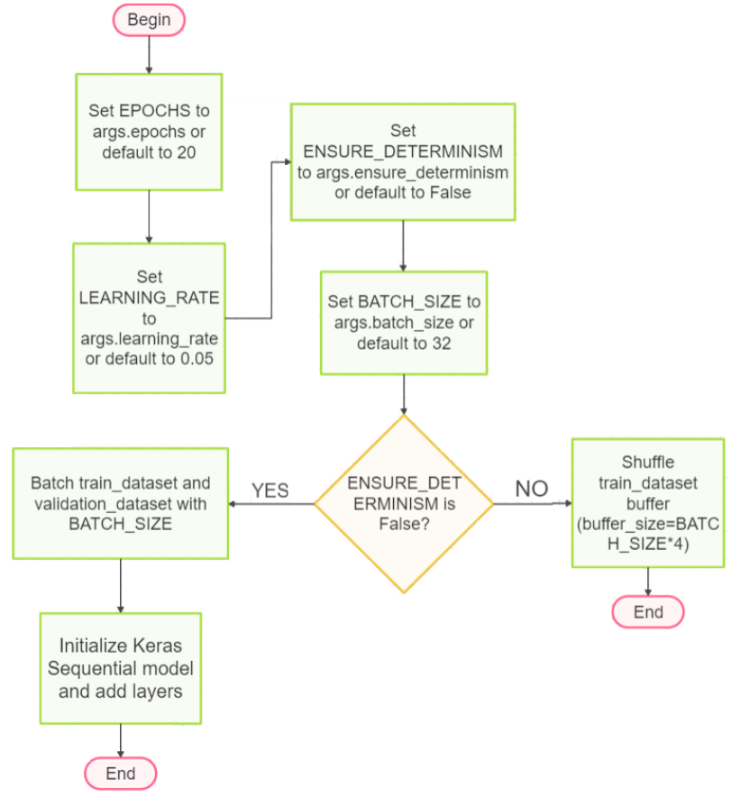 Begin
Set EPOCHS to
args.epochs or
default to 20
Set
LEARNING_RATE
to
args.learning_rate
or default to 0.05
Set
ENSURE_DETERMINISM
to args.ensure_determinism
or default to False
Set BATCH_SIZE to
args.batch_size or
default to 32
ENSURE_DET
ERMINISM is
False?
YES
Batch train_dataset and
validation_dataset with
BATCH_SIZE
Initialize Keras
Sequential model
and add layers
End
NO
Shuffle
train_dataset
buffer
(buffer_size=BATC
H_SIZE*4)
End